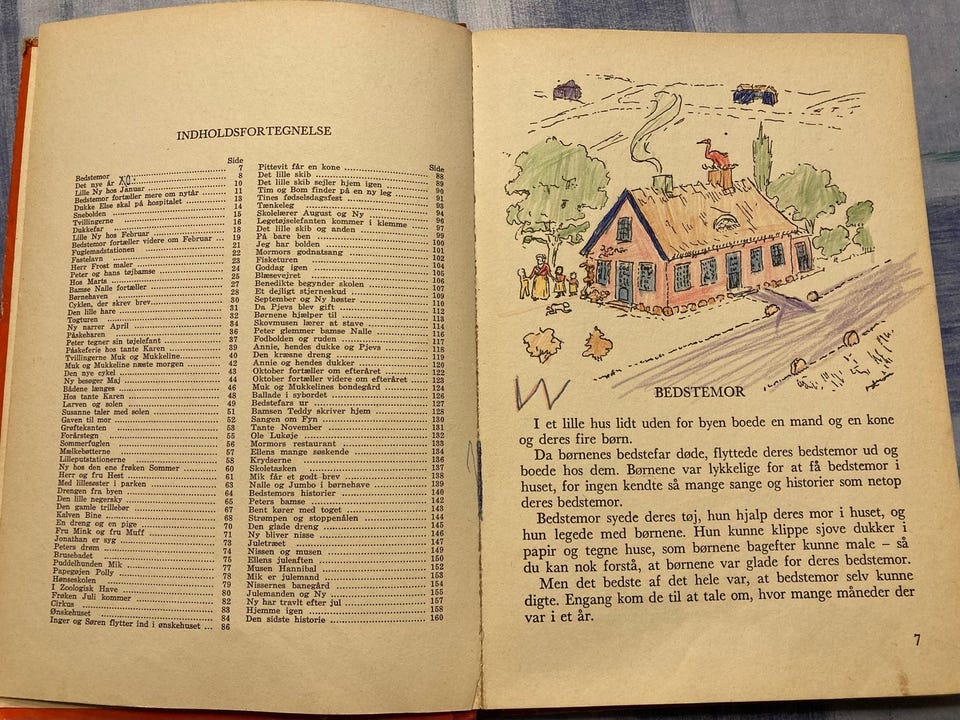 INDHOLDSFORTEGNELSE
Side
Bedstemor 7
Det nye år 8
Lille Ny hos Januar 10
Bedstemor fortæller mere om nytår 11
Dukke Else skal på hospitalet 13
Snebolden 14
Tvillingerne 15
Dukkefar 16
Lille Ny hos Februar 18
Bedstemor fortæller videre om Februar 19
Fuglemadstationen 21
Fastelavn 22
Herr Frost maler 23
Peter og hans tøjbamse 24
Hos Marts 25
Bamse Nalle fortæller 27
Børnehaven 28
Cyklen, der skrev brev 30
Den lille hare 31
Togturen 32
Ny narrer April 34
Påskeharen 36
Peter tegner sin tøjelefant 37
Påskeferie hos tante Karen 39
Tvillingerne Muk og Mukkeline 40
Muk og Mukkeline næste morgen 42
Den nye cykel 43
Ny besøger Maj 44
Bådene længes 46
Hos tante Karen 48
Larven og solen 49
Susanne taler med solen 51
Gaven til mor 52
Grøftekanten 53
Forårstegn 55
Sommerfuglen 56
Mælkebøtterne 57
Lilleputstationerne 58
Ny hos den ene frøken Sommer 60
Herr og fru Hest 61
Med lillesøster i parken 63
Drengen fra byen 64
Den lille negersky 65
Den gamle trillebør 67
Kalven Bine 68
En dreng og en pige 70
Fru Mink og fru Muff 71
Jonathan er syg 73
Peters drøm 74
Brusebadet 75
Puddelhunden Mik 77
Papegøjen Polly 78
Hønseskolen 79
I Zoologisk Have 80
Frøken Juli kommer 82
Cirkus 83
Ønskehuset 84
Inger og Søren flytter ind i ønskehuset 86
Side
Pittevit får en kone 88
Det lille skib 89
Det lille skib sejler hjem igen 90
Tim og Bom finder på en ny leg 91
Tines fødselsdagsfest 93
Tænkeleg 94
Skolelærer August og Ny 96
Legetøjselefanten kommer i klemme 97
Det lille skib og anden 99
På bare ben 100
Jeg har bolden 101
Mormors godnatsang 102
Fisketuren 104
Goddag igen 105
Blæsevejret 106
Benedikte begynder skolen 107
Et dejligt stjerneskud 109
September og Ny høster 110
Da Pjevs blev gift 112
Børnene hjælper til 113
Skovmusen lærer at stave 114
Peter glemmer bamse Nalle 116
Fodbolden og ruden 117
Annie, hendes dukke og Pjevs 118
Den kræsne dreng 119
Annie og hendes dukker 120
Oktober fortæller om efteråret 122
Oktober fortæller videre om efteråret 123
Muk og Mukkelines bondegård 124
Ballade i sybordet 126
Bedstefars ur 127
Bamsen Teddy skriver hjem 128
Sangen om Fyn 130
Tante November 131
Ole Lukøje 132
Mormors restaurant 133
Ellens mange søskende 134
Krydserne 136
Skoletasken 137
Mik får et godt brev 138
Nalle og Jumbo i børnehave 139
Bedstemors historier 140
Peters bamse 142
Bent kører med toget 143
Strømpen og stoppenålen 144
Den glade dreng 145
Ny bliver nisse 146
Juletræet 147
Nissen og musen 149
Ellens juleaften 150
Musen Hannibal 152
Mik er julemand 153
Nissernes banegård 154
Julemanden og Ny 155
Ny har travlt efter jul 157
Hjemme igen 158
Den sidste historie 160
BEDSTEMOR
I et lille hus lidt uden for byen boede en mand og en kone
og deres fire børn.
Da børnenes bedstefar døde, flyttede deres bedstemor ud og
boede hos dem. Børnene var lykkelige for at få bedstemor i
huset, for ingen kendte så mange sange og historier som netop
deres bedstemor.
Bedstemor syede deres tøj, hun hjalp deres mor i huset, og
hun legede med børnene. Hun kunne klippe sjove dukker i
papir og tegne huse, som børnene bagefter kunne male – så
du kan nok forstå, at børnene var glade for deres bedstemor.
Men det bedste af det hele var, at bedstemor selv kunne
digte. Engang kom de til at tale om, hvor mange måneder der
var i et år.
7